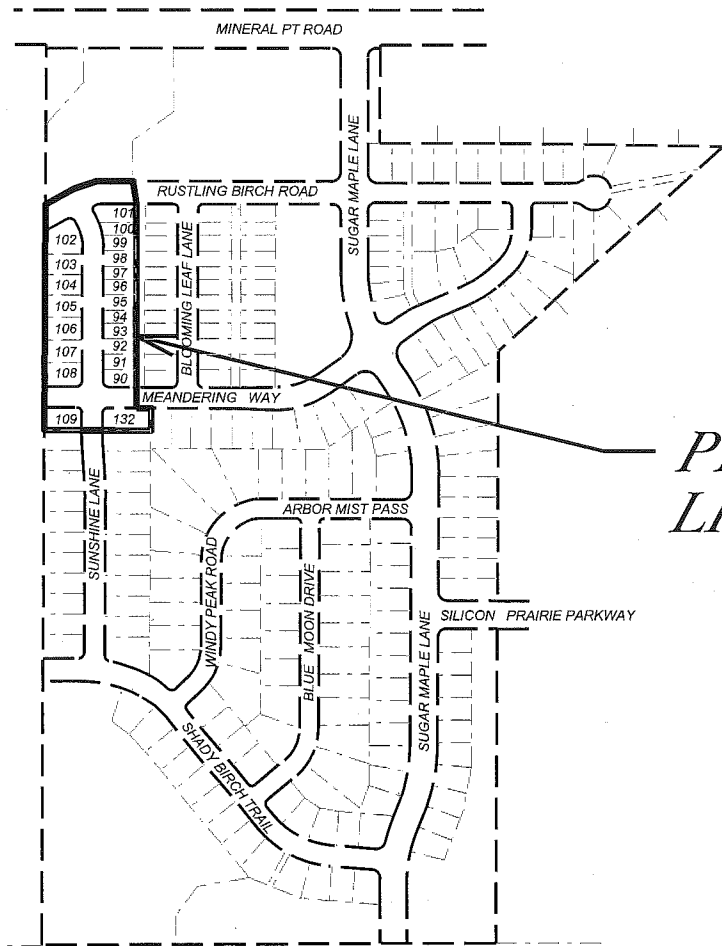 MINERAL PT ROAD
SUGAR MAPLE LANE
RUSTLING BIRCH ROAD
BLOOMING LEAF LANE
101
100
102
99
98
103
97
104
96
95
105
94
106
93
92
107
91
108
90
MEANDERING WAY
109
132
SUNSHINE LANE
ARBOR MIST PASS
WINDY PEAK ROAD
BLUE MOON DRIVE
SILICON PRAIRIE PARKWAY
SUGAR MAPLE LANE
SHADY BIRCH TRAIL